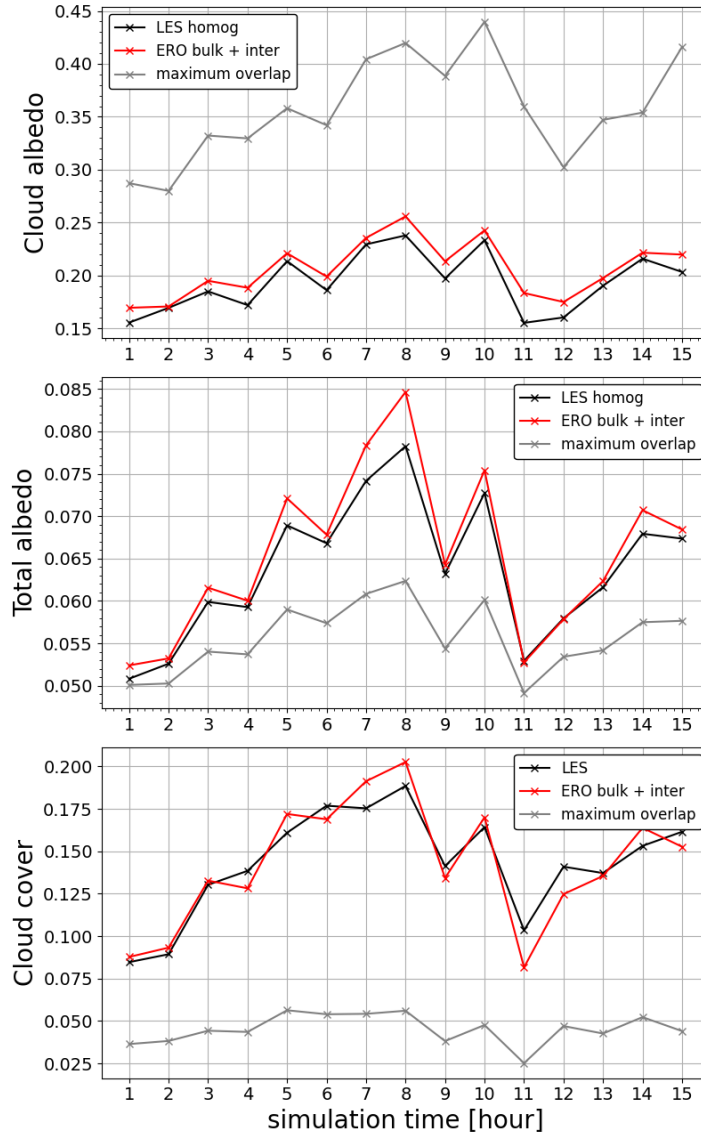 0.45
0.40
0.35
0.30
0.25
0.20
0.15
Cloud albedo
LES homog
ERO bulk + inter
maximum overlap
1 2 3 4 5 6 7 8 9 10 11 12 13 14 15
0.085
0.080
0.075
0.070
0.065
0.060
0.055
0.050
Total albedo
LES homog
ERO bulk + inter
maximum overlap
1 2 3 4 5 6 7 8 9 10 11 12 13 14 15
0.200
0.175
0.150
0.125
0.100
0.075
0.050
0.025
Cloud cover
LES
ERO bulk + inter
maximum overlap
1 2 3 4 5 6 7 8 9 10 11 12 13 14 15
simulation time [hour]